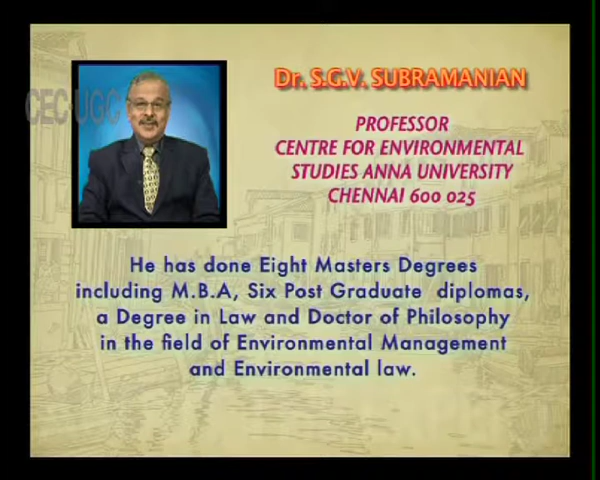 CEC-UGC
Dr. S.G.V. SUBRAMANIAN
PROFESSOR
CENTRE FOR ENVIRONMENTAL
STUDIES ANNA UNIVERSITY
CHENNAI 600 025
He has done Eight Masters Degrees
including M.B.A, Six Post Graduate diplomas,
a Degree in Law and Doctor of Philosophy
in the field of Environmental Management
and Environmental law.